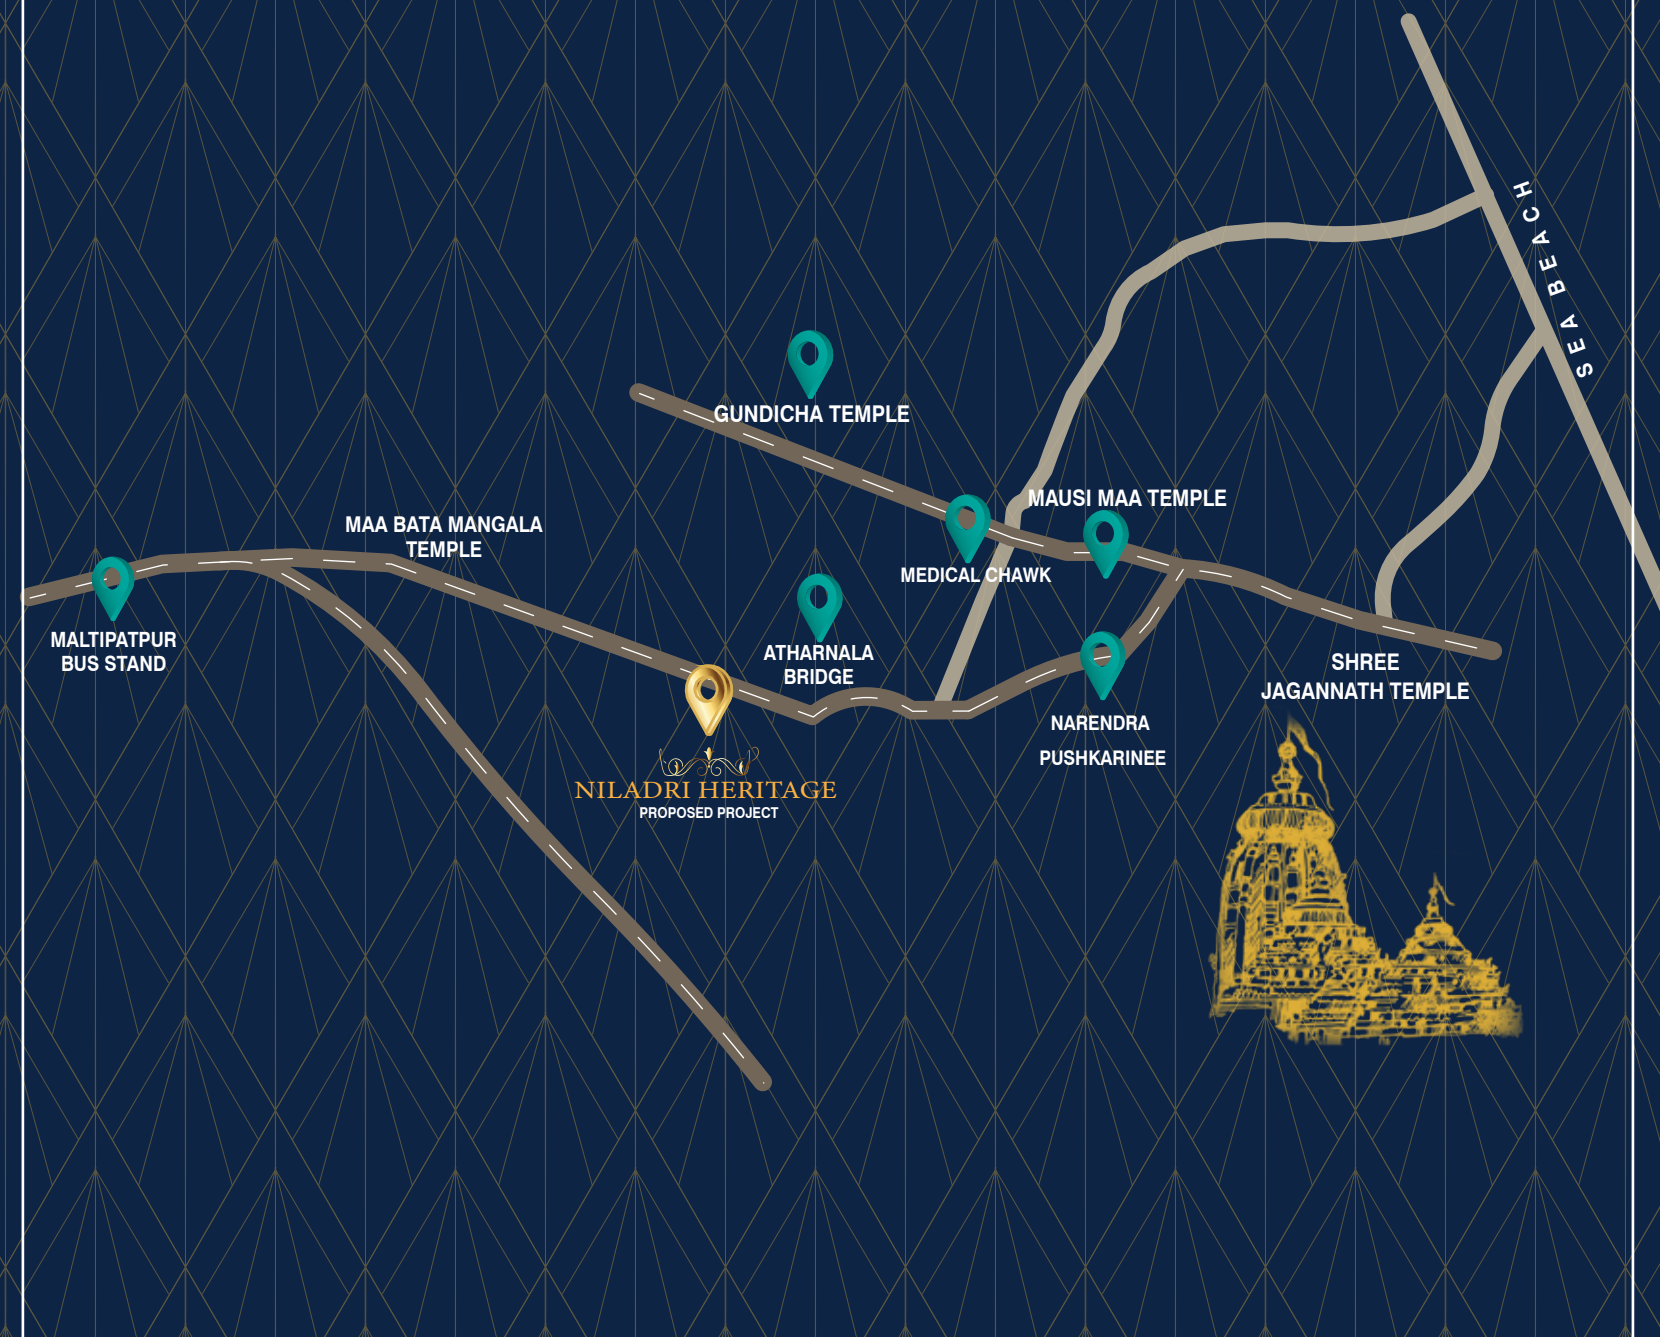 SEA BEACH
GUNDICHA TEMPLE
MAUSI MAA TEMPLE
MAA BATA MANGALA
TEMPLE
MEDICAL CHAWK
MALTIPATPUR
BUS STAND
ATHARNALA
BRIDGE
SHREE
JAGANNATH TEMPLE
NARENDRA
PUSHKARINEE
NILADRI HERITAGE
PROPOSED PROJECT